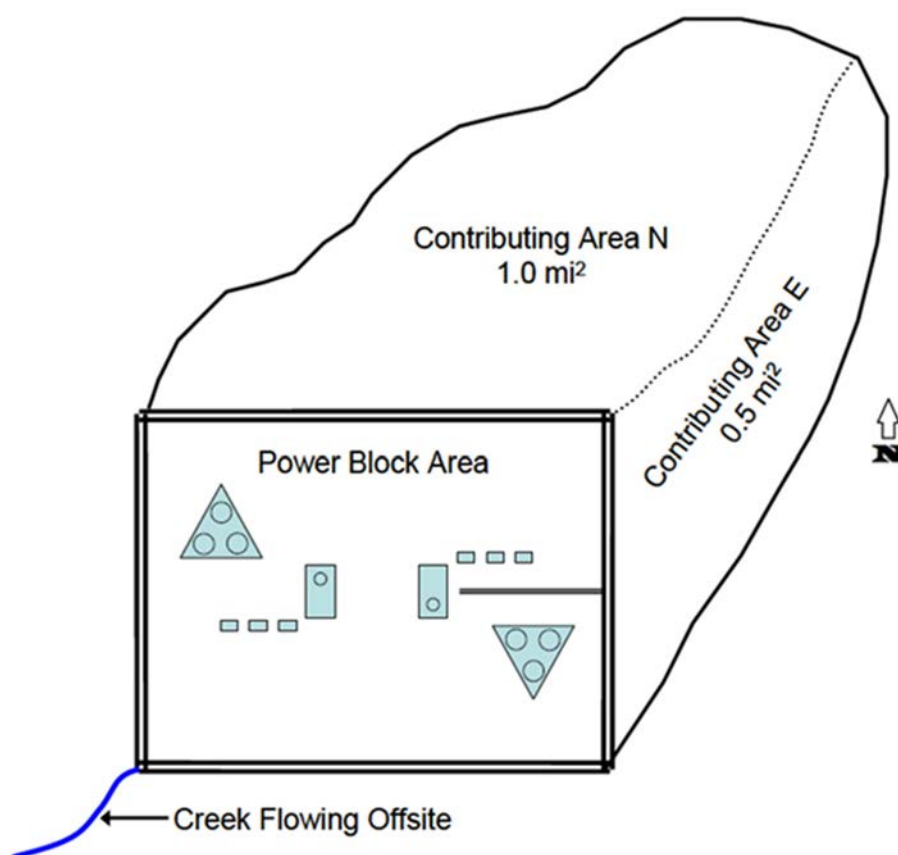 Contributing Area N
1.0 mi²
Contributing Area E
0.5 mi²
N
Power Block Area
Creek Flowing Offsite